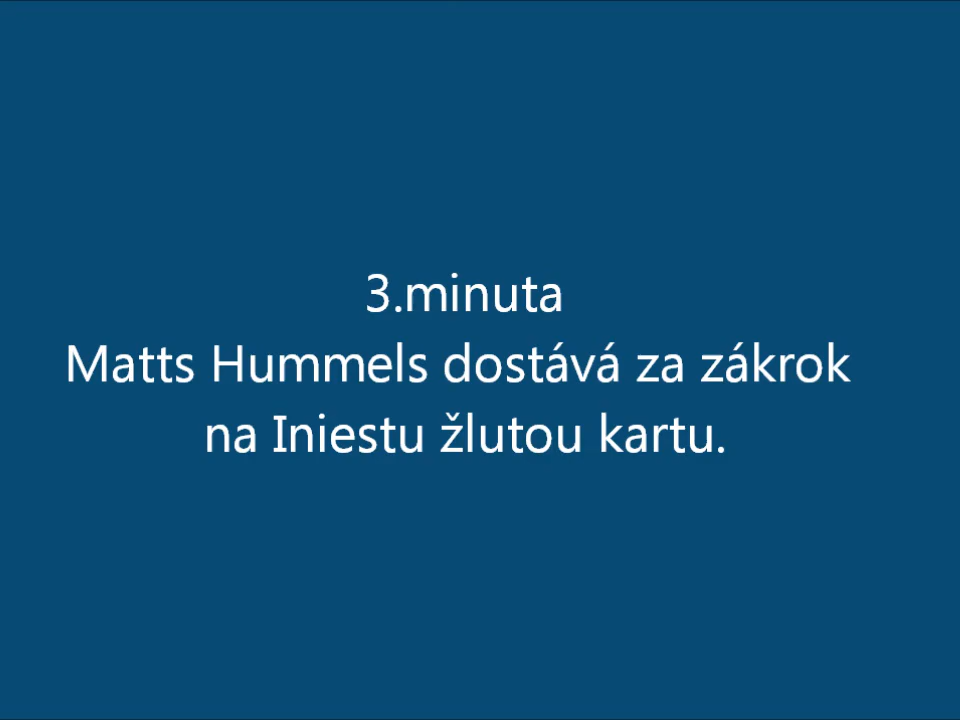 3.minuta
Matts Hummels dostává za zákrok
na Iniestu žlutou kartu.